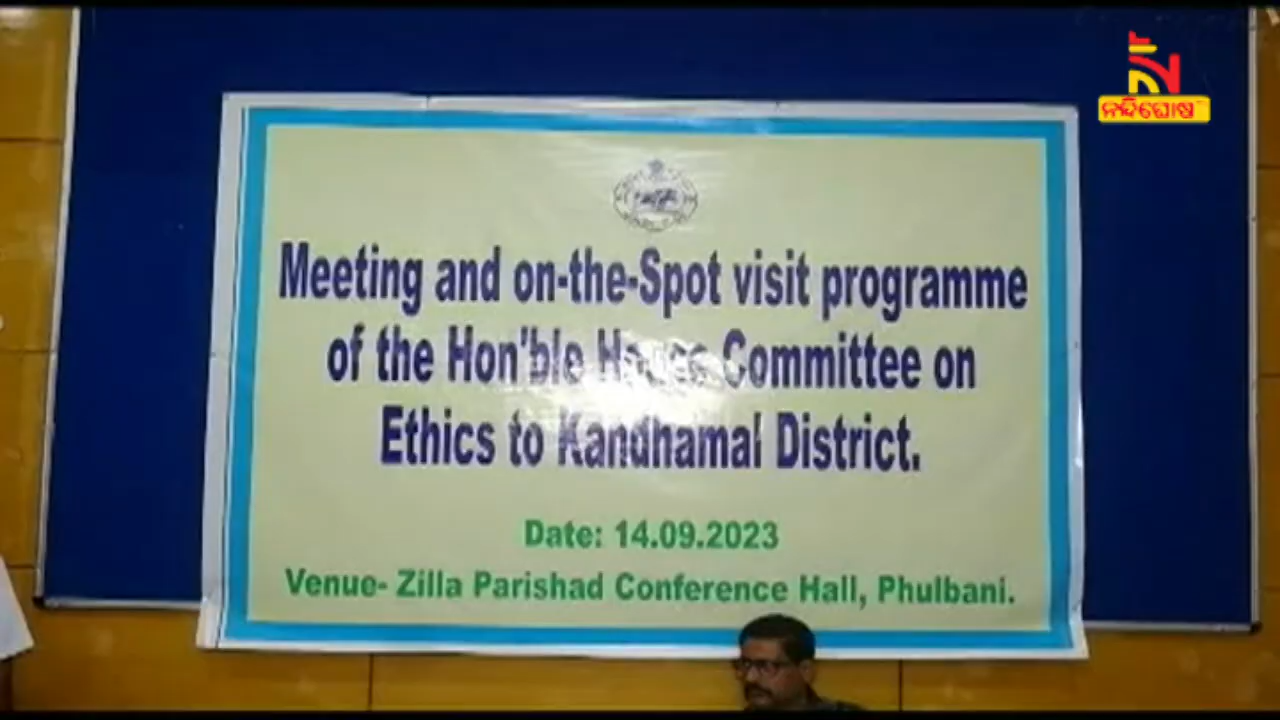 ନନ୍ଦିଘୋଷ
Meeting and on-the-Spot visit programme
of the Hon'ble House Committee on
Ethics to Kandhamal District.
Date: 14.09.2023
Venue- Zilla Parishad Conference Hall, Phulbani.